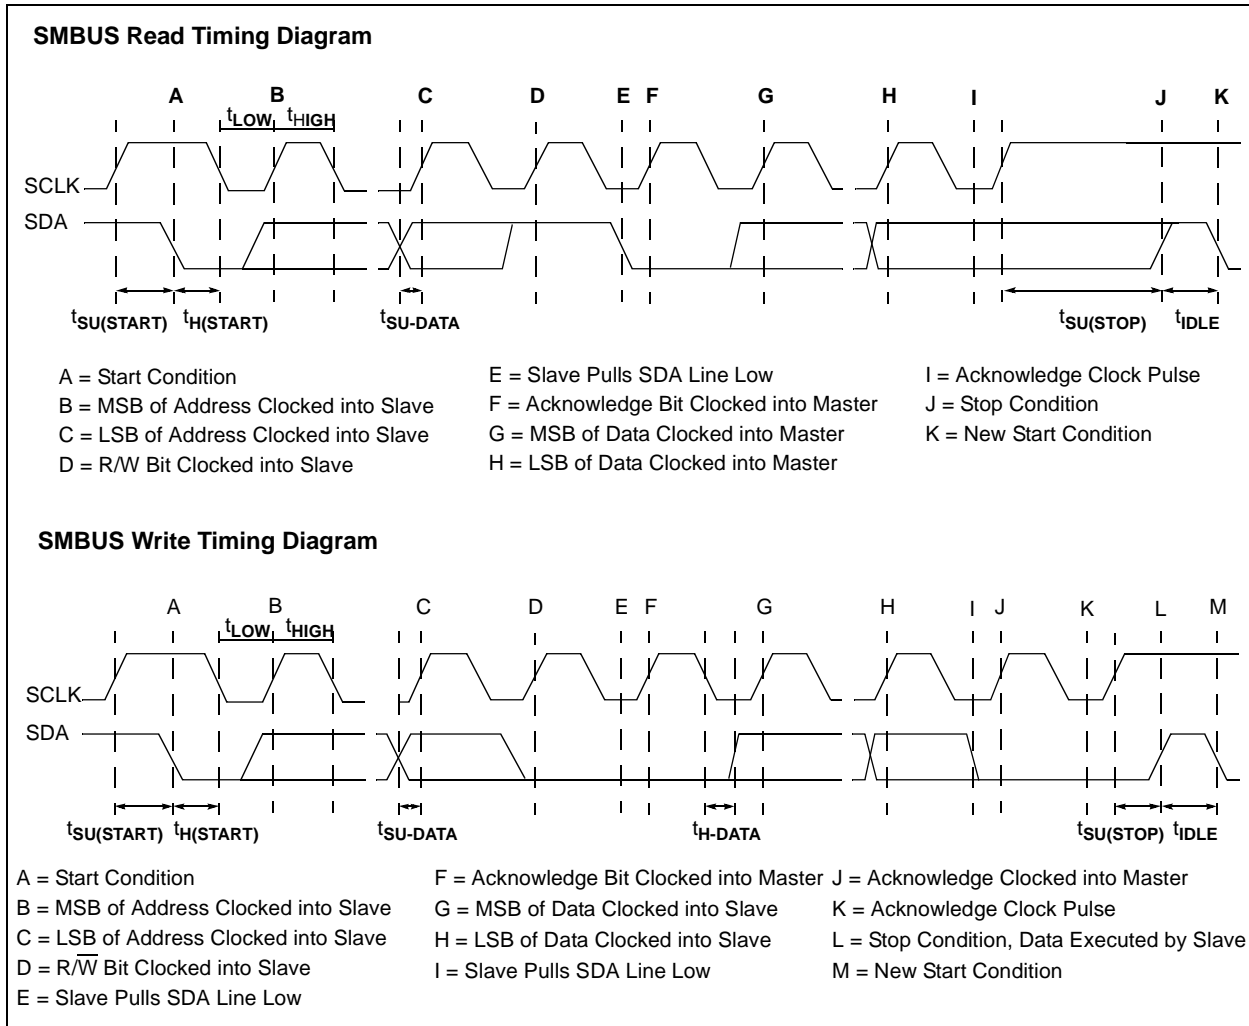 SMBUS Read Timing Diagram
A B C D E F G H I J K
tLOW tHIGH
SCLK
SDA
tSU(START) tH(START) tSU-DATA tSU(STOP) tIDLE
A = Start Condition
B = MSB of Address Clocked into Slave
C = LSB of Address Clocked into Slave
D = R/W Bit Clocked into Slave
E = Slave Pulls SDA Line Low
F = Acknowledge Bit Clocked into Master
G = MSB of Data Clocked into Master
H = LSB of Data Clocked into Master
I = Acknowledge Clock Pulse
J = Stop Condition
K = New Start Condition
SMBUS Write Timing Diagram
A B C D E F G H I J K L M
tLOW tHIGH
SCLK
SDA
tSU(START) tH(START) tSU-DATA tH-DATA tSU(STOP) tIDLE
A = Start Condition
B = MSB of Address Clocked into Slave
C = LSB of Address Clocked into Slave
D = R/W̅ Bit Clocked into Slave
E = Slave Pulls SDA Line Low
F = Acknowledge Bit Clocked into Master
G = MSB of Data Clocked into Slave
H = LSB of Data Clocked into Slave
I = Slave Pulls SDA Line Low
J = Acknowledge Clocked into Master
K = Acknowledge Clock Pulse
L = Stop Condition, Data Executed by Slave
M = New Start Condition